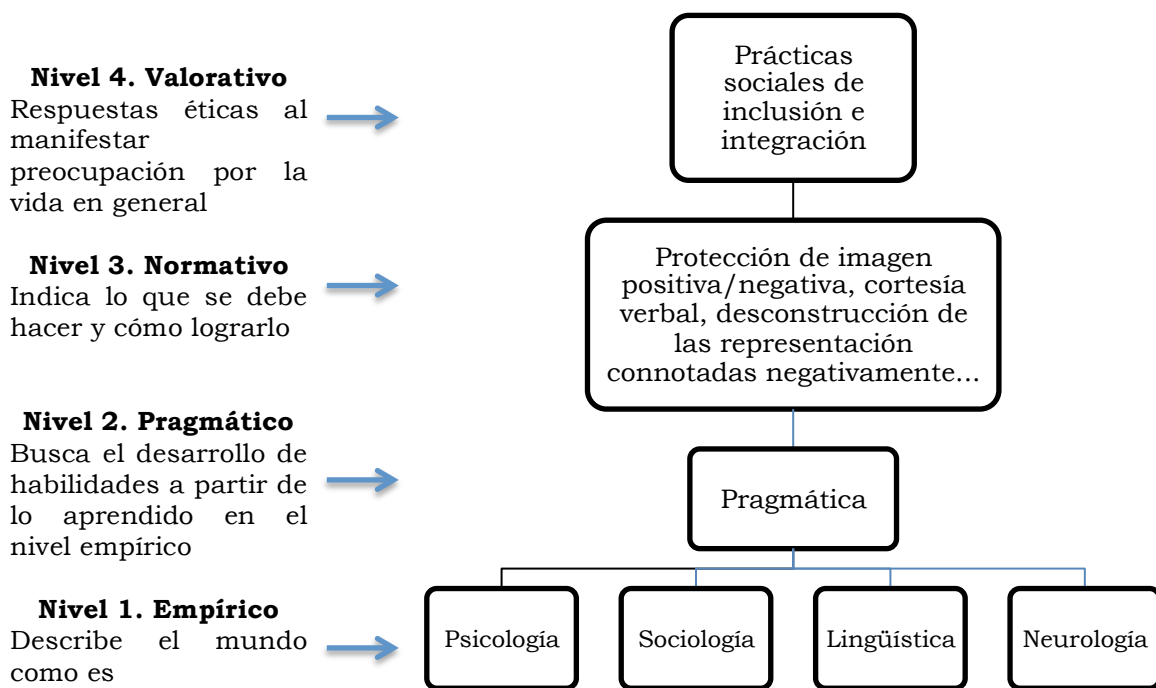 Nivel 4. Valorativo
Respuestas éticas al
manifestar
preocupación por la
vida en general
Prácticas
sociales de
inclusión e
integración
Nivel 3. Normativo
Indica lo que se debe
hacer y cómo lograrlo
Protección de imagen
positiva/negativa, cortesía
verbal, desconstrucción de
las representación
connotadas negativamente...
Nivel 2. Pragmático
Busca el desarrollo de
habilidades a partir de
lo aprendido en el
nivel empírico
Pragmática
Nivel 1. Empírico
Describe el mundo
como es
Psicología
Sociología
Lingüística
Neurología